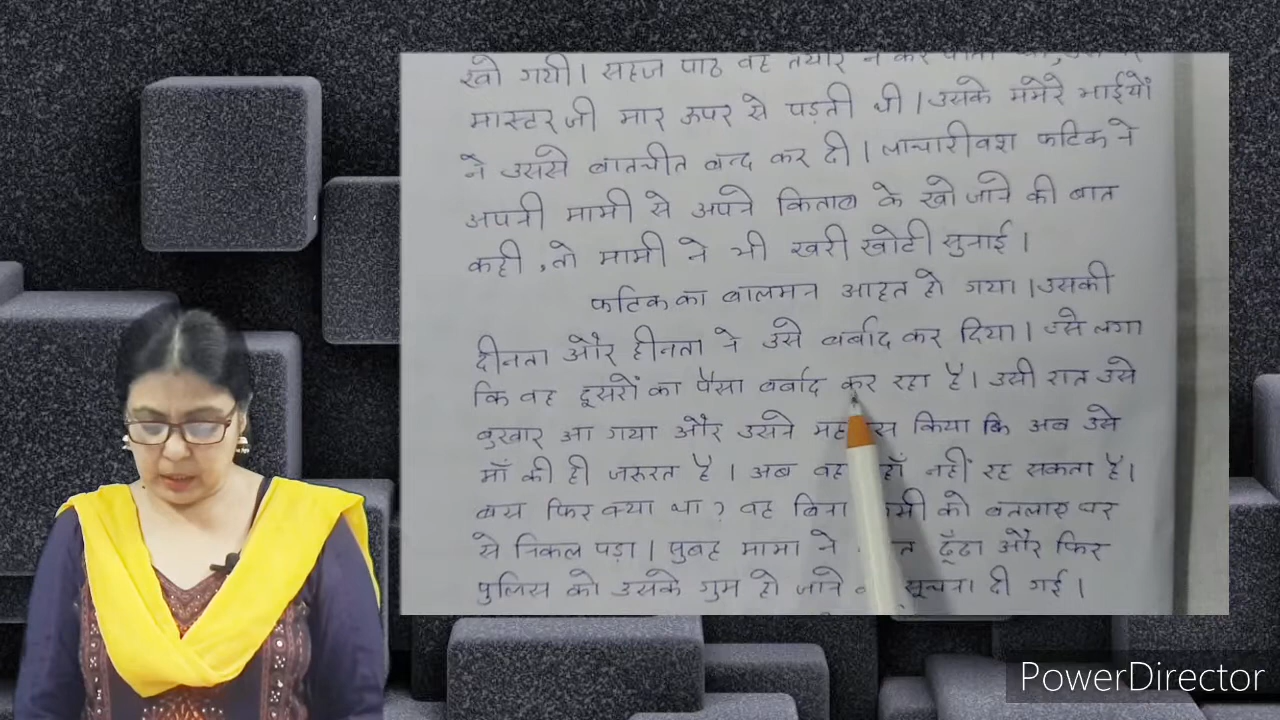 खो गयी। सहज पाठ वह तैयार न कर
मास्टर जी मार ऊपर से पड़ती थी। उसके ममेरे भाईयों
ने उससे बातचीत बन्द कर दी। लाचारीवश फटिक ने
अपनी मामी से अपने किताब के खो जाने की बात
कही, तो मामी ने भी खरी खोटी सुनाई।
फटिक का बालमन आहत हो गया। उसकी
दीनता और हीनता ने उसे बर्बाद कर दिया। उसे लगा
कि वह दूसरों का पैसा बर्बाद कर रहा है। उसी रात उसे
बुखार आ गया और उसने किया कि अब उसे
माँ की ही जरुरत है। अब वह नहीं रह सकता है।
बस फिर क्या था? वह बिना को बतलाए घर
से निकल पड़ा। सुबह मामा ने ढूँढा और फिर
पुलिस को उसके गुम हो जाने सूचना दी गई।
PowerDirector